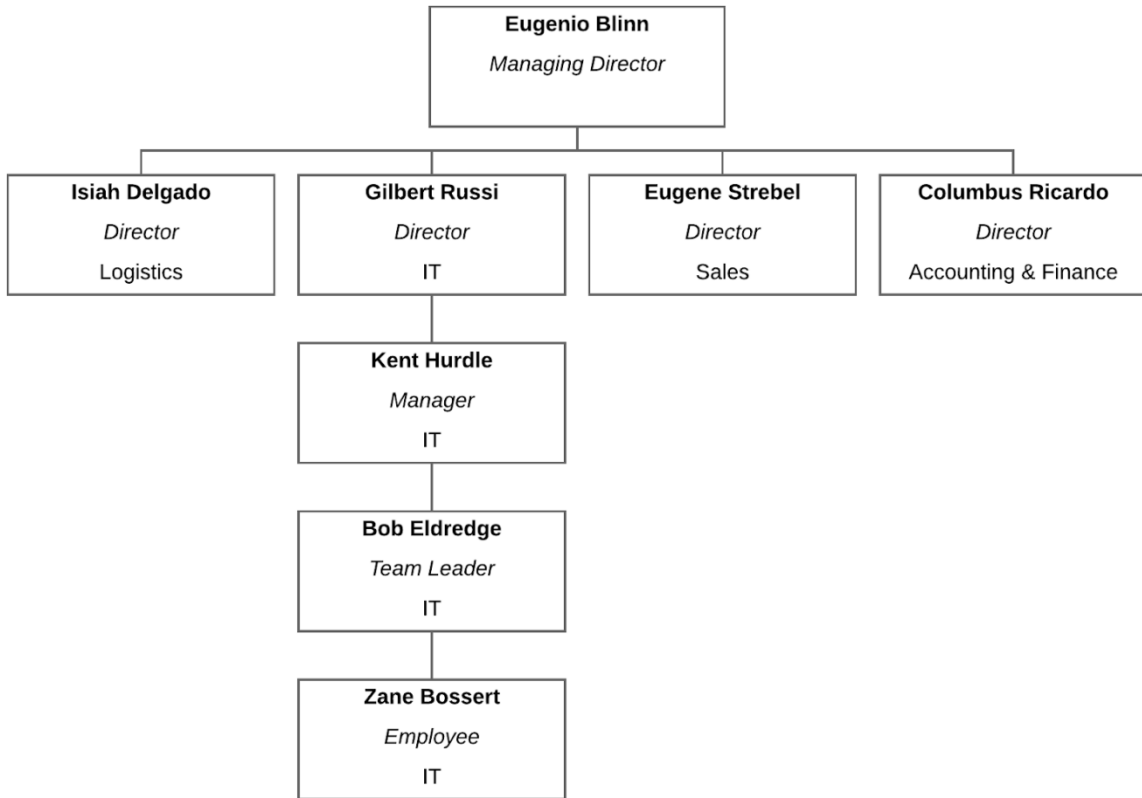 Eugenio Blinn
Managing Director
Isiah Delgado
Director
Logistics
Gilbert Russi
Director
IT
Eugene Strebel
Director
Sales
Columbus Ricardo
Director
Accounting & Finance
Kent Hurdle
Manager
IT
Bob Eldredge
Team Leader
IT
Zane Bossert
Employee
IT